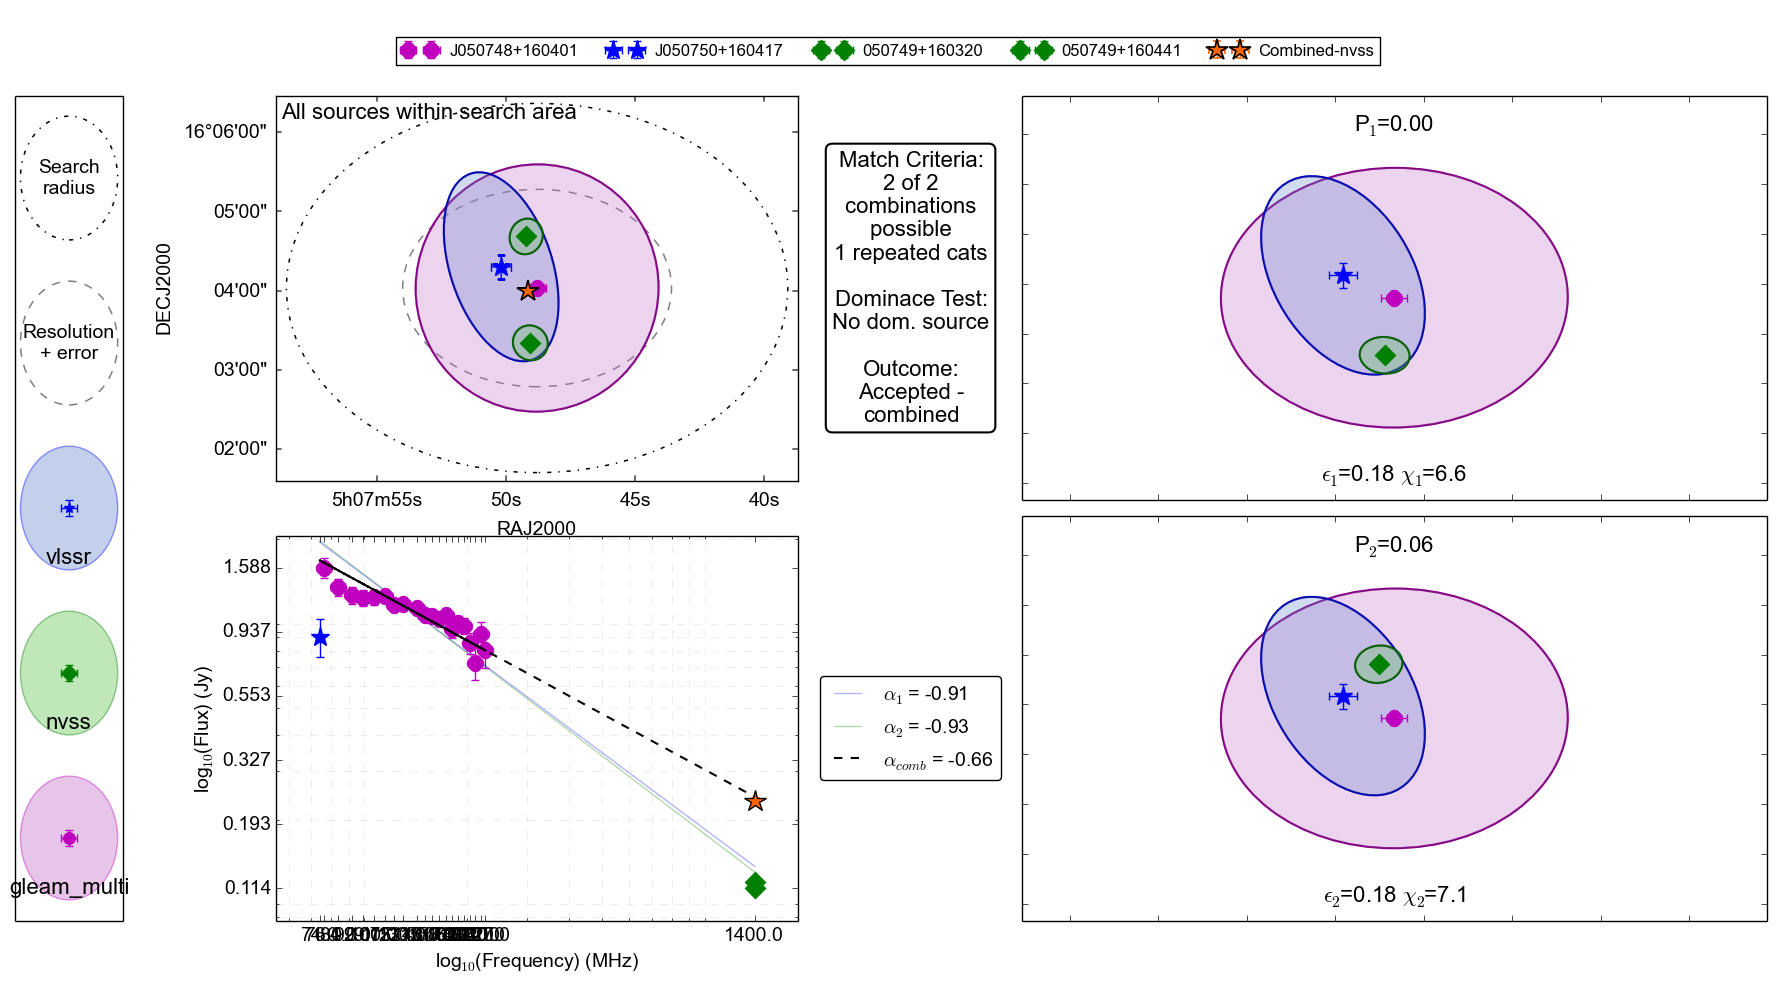 J050748+160401 J050750+160417 050749+160320 050749+160441 Combined-nvss
Search
radius
Resolution
+ error
vlssr
nvss
gleam_multi
All sources within search area
DECJ2000
16°06'00"
05'00"
04'00"
03'00"
02'00"
5h07m55s 50s 45s 40s
RAJ2000
Match Criteria:
2 of 2
combinations
possible
1 repeated cats
Dominace Test:
No dom. source
Outcome:
Accepted -
combined
P1=0.00
ϵ1=0.18 χ1=6.6
P2=0.06
ϵ2=0.18 χ2=7.1
log10(Flux) (Jy)
1.588
0.937
0.553
0.327
0.193
0.114
1400.0
log10(Frequency) (MHz)
α1 = -0.91
α2 = -0.93
αcomb = -0.66